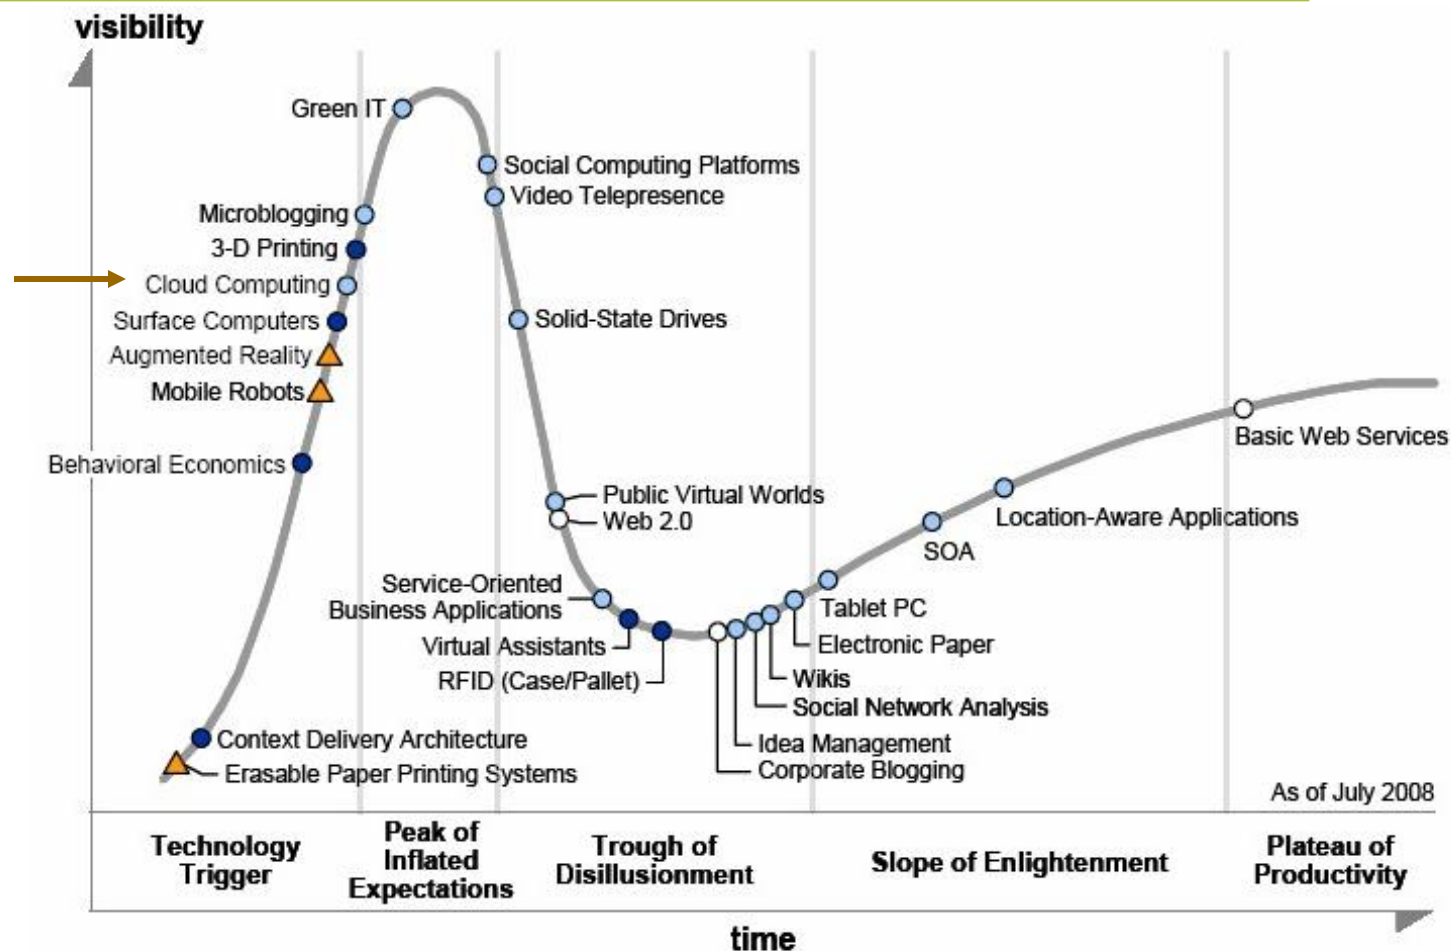 visibility
Green IT
Social Computing Platforms
Video Telepresence
Microblogging
3-D Printing
Cloud Computing
Surface Computers
Solid-State Drives
Augmented Reality
Mobile Robots
Basic Web Services
Behavioral Economics
Public Virtual Worlds
Web 2.0
Location-Aware Applications
SOA
Service-Oriented
Business Applications
Tablet PC
Virtual Assistants
Electronic Paper
RFID (Case/Pallet)
Wikis
Social Network Analysis
Context Delivery Architecture
Idea Management
Erasable Paper Printing Systems
Corporate Blogging
As of July 2008
Technology
Trigger
Peak of
Inflated
Expectations
Trough of
Disillusionment
Slope of Enlightenment
Plateau of
Productivity
time